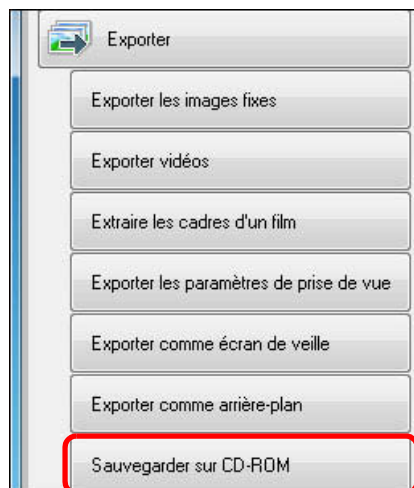 Exporter
Exporter les images fixes
Exporter vidéos
Extraire les cadres d'un film
Exporter les paramètres de prise de vue
Exporter comme écran de veille
Exporter comme arrière-plan
Sauvegarder sur CD-ROM